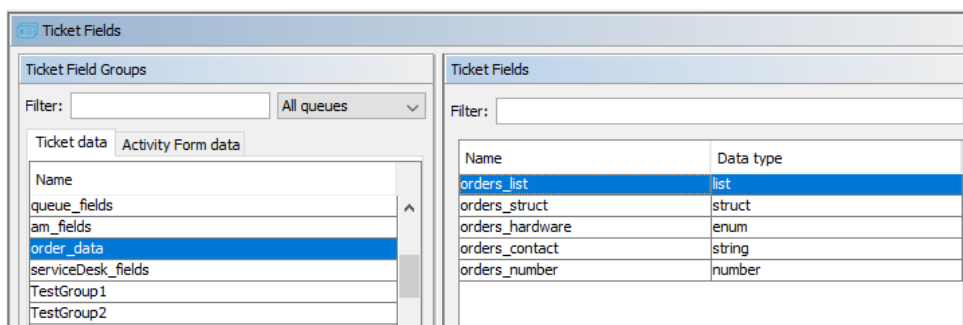 Ticket Fields
Ticket Field Groups
Filter:
All queues
Ticket data
Activity Form data
Name
queue_fields
am_fields
order_data
serviceDesk_fields
TestGroup1
TestGroup2
Ticket Fields
Filter:
Name Data type
orders_list list
orders_struct struct
orders_hardware enum
orders_contact string
orders_number number